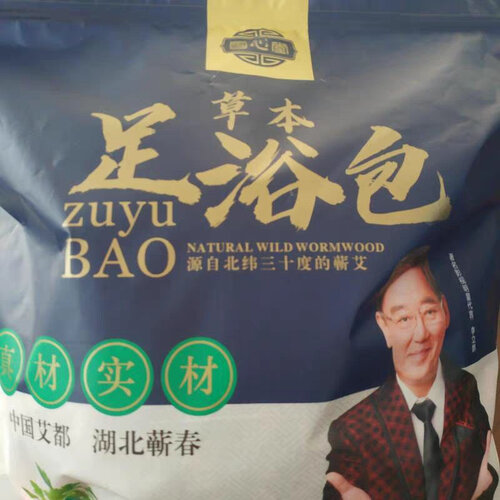 草本
足浴包
zuyu
BAO
NATURAL WILD WORMWOOD
源自北纬三十度的蕲艾
真材实材
中国艾都 湖北蕲春